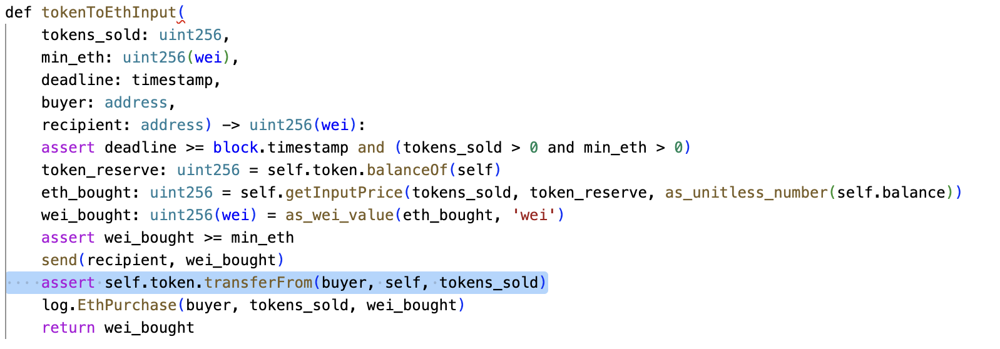 def tokenToEthInput(
    tokens_sold: uint256,
    min_eth: uint256(wei),
    deadline: timestamp,
    buyer: address,
    recipient: address) -> uint256(wei):
    assert deadline >= block.timestamp and (tokens_sold > 0 and min_eth > 0)
    token_reserve: uint256 = self.token.balanceOf(self)
    eth_bought: uint256 = self.getInputPrice(tokens_sold, token_reserve, as_unitless_number(self.balance))
    wei_bought: uint256(wei) = as_wei_value(eth_bought, 'wei')
    assert wei_bought >= min_eth
    send(recipient, wei_bought)
    assert self.token.transferFrom(buyer, self, tokens_sold)
    log.EthPurchase(buyer, tokens_sold, wei_bought)
    return wei_bought